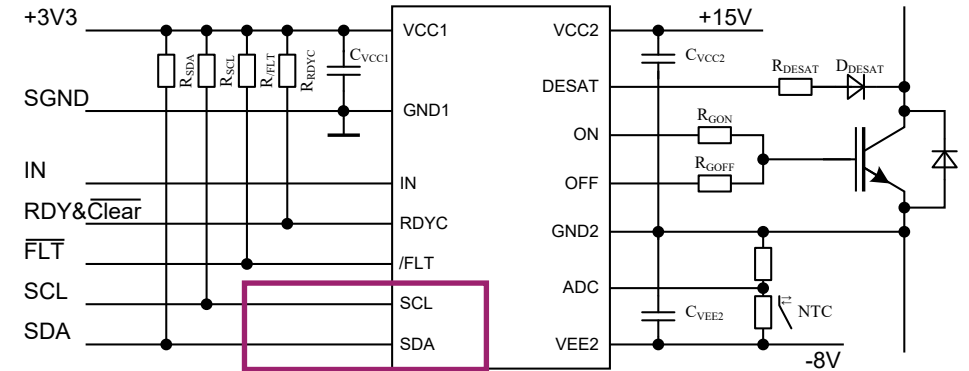 +3V3
SGND
IN
RDY&Clear
FLT
SCL
SDA
RSDA
RSCL
R/FLT
RRDYC
CVCC1
VCC1
GND1
IN
RDYC
/FLT
SCL
SDA
VCC2
DESAT
ON
OFF
GND2
ADC
VEE2
+15V
CVCC2
RDESAT
DDESAT
RGON
RGOFF
CVEE2
NTC
-8V